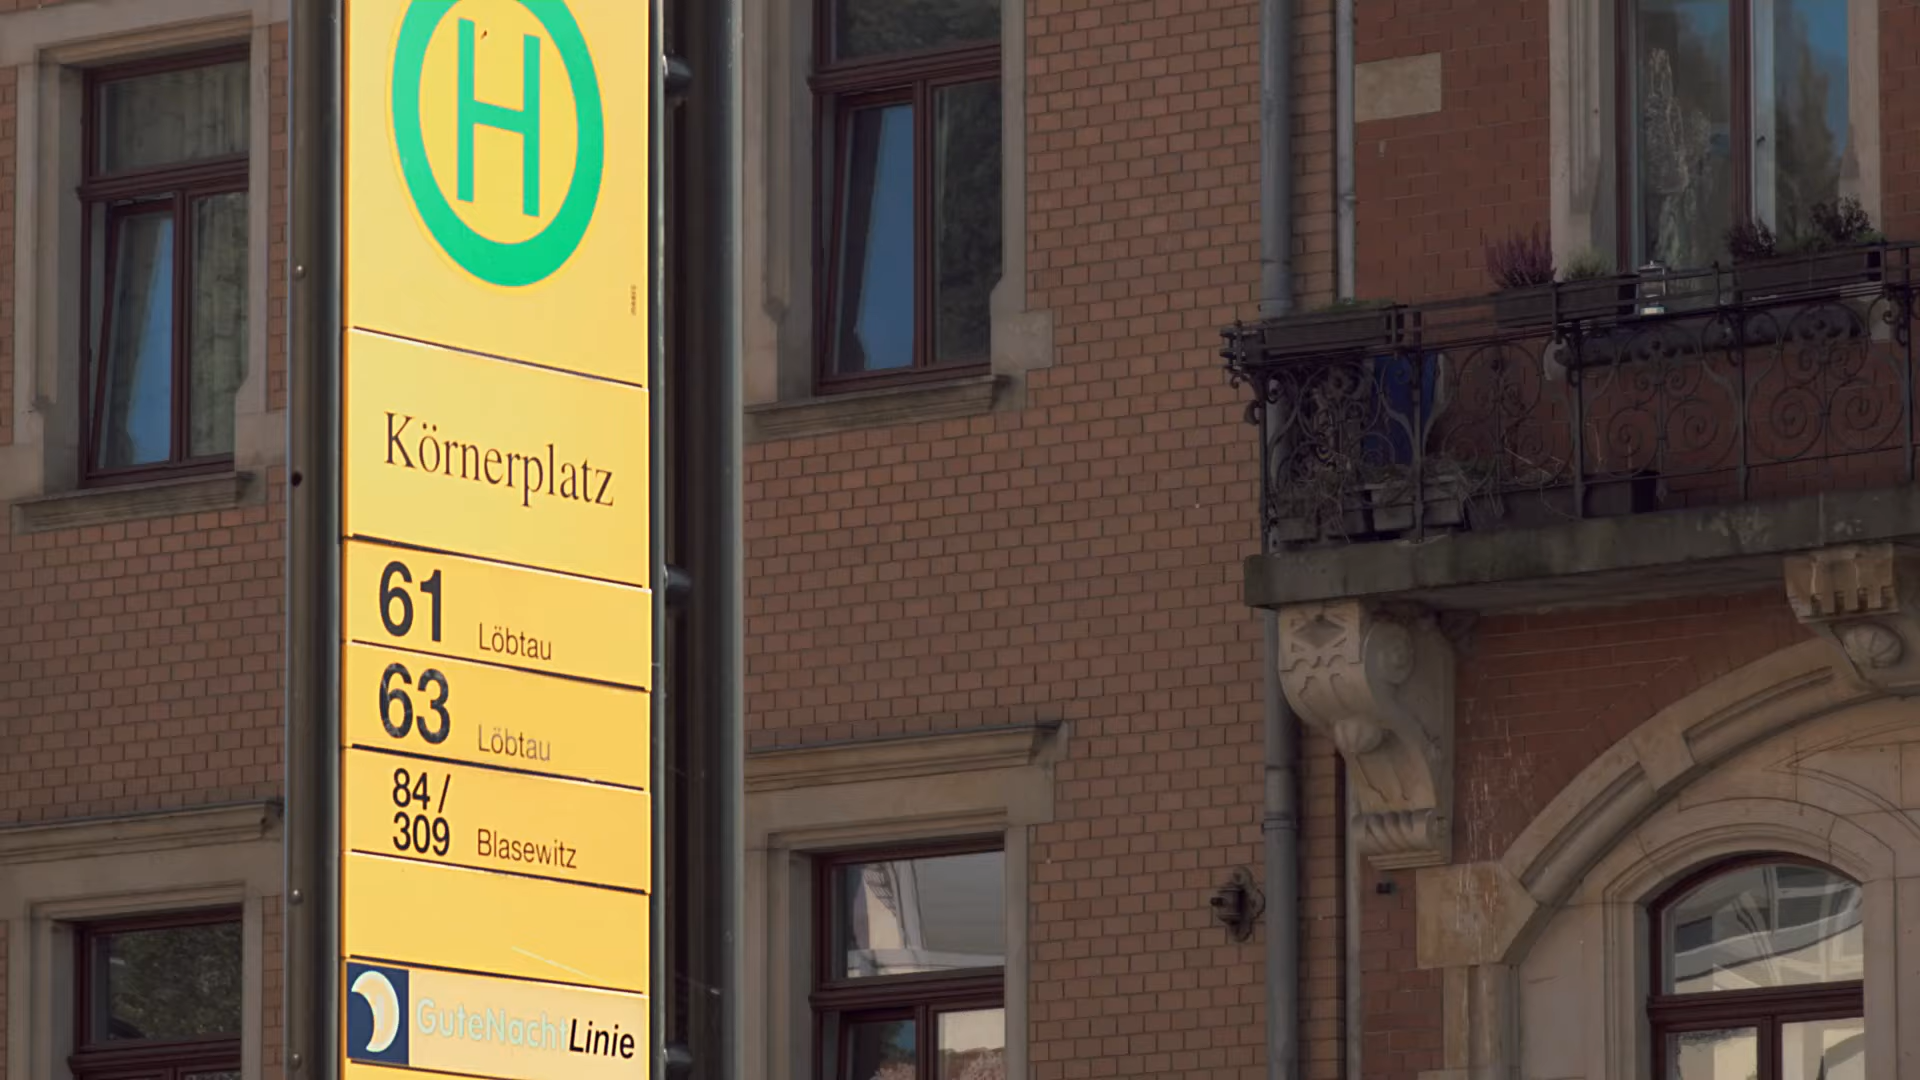 H
Körnerplatz
61 Löbtau
63 Löbtau
84 /
309 Blasewitz
GuteNachtLinie